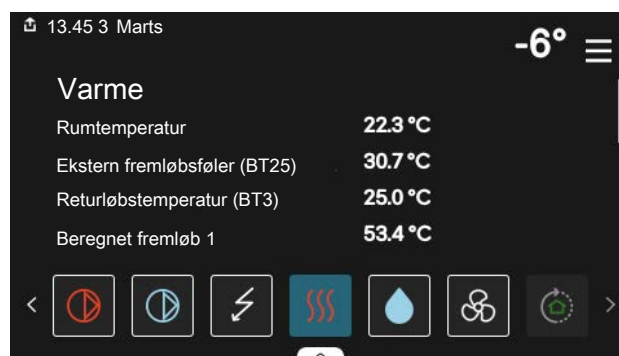 13.45 3 Marts
-6°
Varme
Rumtemperatur 22.3 °C
Ekstern fremløbsføler (BT25) 30.7 °C
Returløbstemperatur (BT3) 25.0 °C
Beregnet fremløb 1 53.4 °C